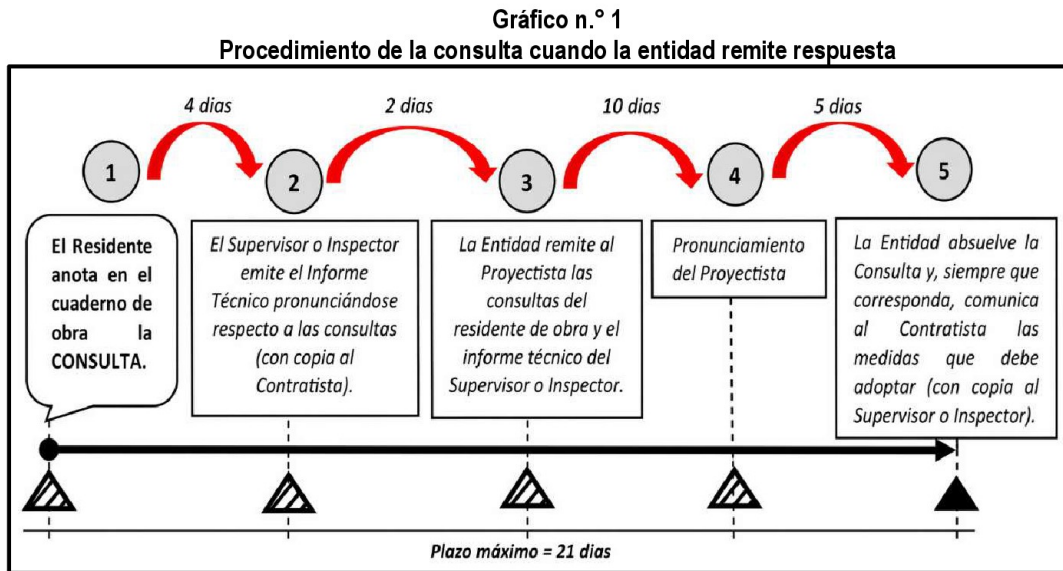 Gráfico n.° 1
Procedimiento de la consulta cuando la entidad remite respuesta
4 dias
2 dias
10 dias
5 dias
1
2
3
4
5
El Residente
anota en el
cuaderno de
obra la
CONSULTA.
El Supervisor o Inspector
emite el Informe
Técnico pronunciándose
respecto a las consultas
(con copia al
Contratista).
La Entidad remite al
Proyectista las
consultas del
residente de obra y el
informe técnico del
Supervisor o Inspector.
Pronunciamiento
del Proyectista
La Entidad absuelve la
Consulta y, siempre que
corresponda, comunica
al Contratista las
medidas que debe
adoptar (con copia al
Supervisor o Inspector).
Plazo máximo = 21 dias